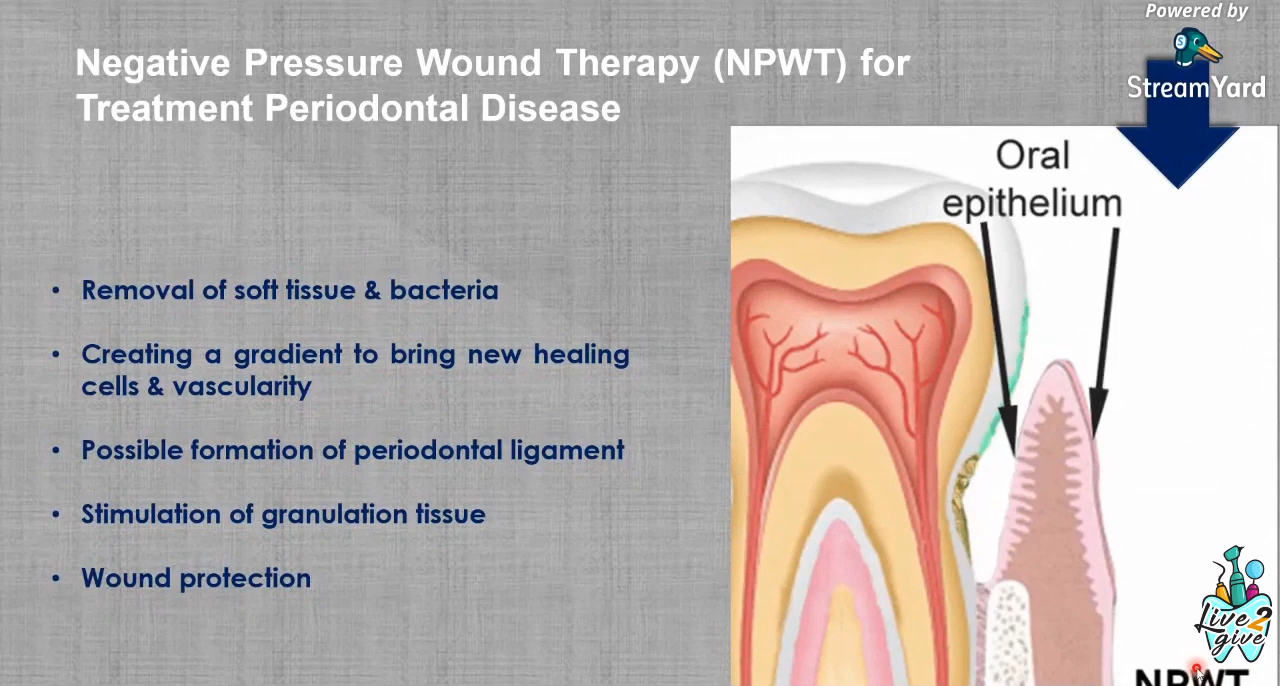 Powered by
StreamYard
Negative Pressure Wound Therapy (NPWT) for
Treatment Periodontal Disease
• Removal of soft tissue & bacteria
• Creating a gradient to bring new healing
cells & vascularity
• Possible formation of periodontal ligament
• Stimulation of granulation tissue
• Wound protection
Oral
epithelium
Live2
give
NPWT